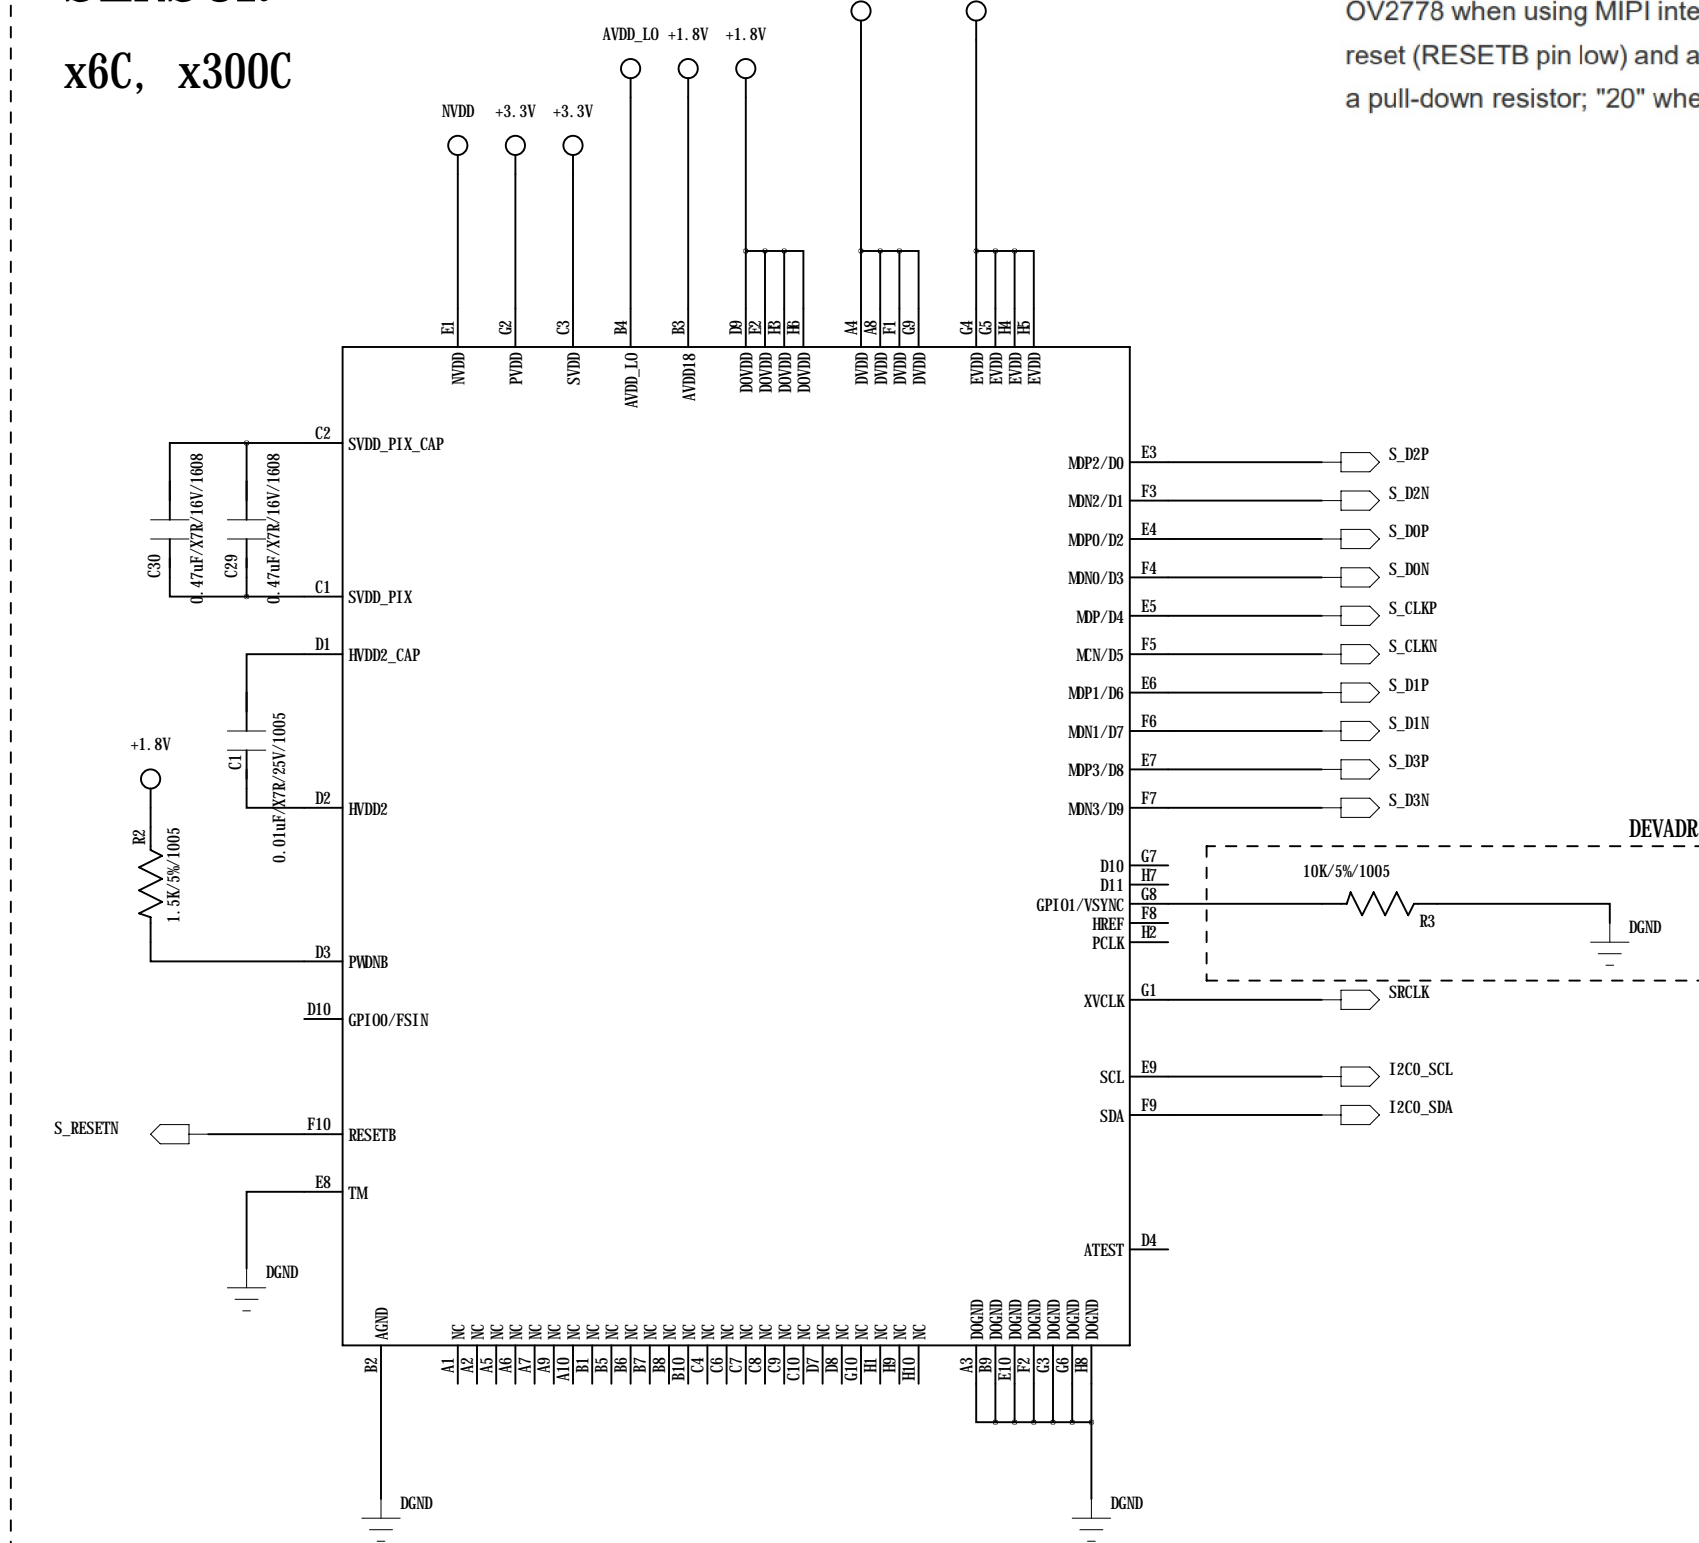 x6C, x300C
OV2778 when using MIPI inte
reset (RESETB pin low) and a
a pull-down resistor; "20" whe
AVDD_LO +1.8V +1.8V
NVDD +3.3V +3.3V
E1 G2 C3 B4 B3 D9 E2 H3 H6 A4 A8 F1 G9 G4 G5 H4 H5
NVDD PVDD SVDD AVDD_LO AVDD18 DOVDD DOVDD DOVDD DOVDD DVDD DVDD DVDD DVDD EVDD EVDD EVDD EVDD
C2 SVDD_PIX_CAP
C30 0.47uF/X7R/16V/1608
C29 0.47uF/X7R/16V/1608
C1 SVDD_PIX
D1 HVDD2_CAP
C1 0.01uF/X7R/25V/1005
D2 HVDD2
+1.8V
R2 1.5K/5%/1005
D3 PWDNB
D10 GPIO0/FSIN
S_RESETN F10 RESETB
E8 TM
DGND
MDP2/D0 E3 S_D2P
MDN2/D1 F3 S_D2N
MDP0/D2 E4 S_D0P
MDN0/D3 F4 S_D0N
MDP/D4 E5 S_CLKP
MCN/D5 F5 S_CLKN
MDP1/D6 E6 S_D1P
MDN1/D7 F6 S_D1N
MDP3/D8 E7 S_D3P
MDN3/D9 F7 S_D3N
DEVADR
D10 G7
D11 H7
GPIO1/VSYNC G8
10K/5%/1005
R3
DGND
HREF F8
PCLK H2
XVCLK G1 SRCLK
SCL E9 I2C0_SCL
SDA F9 I2C0_SDA
ATEST D4
AGND NC NC NC NC NC NC NC NC NC NC NC NC NC NC NC NC NC NC NC NC NC NC NC NC NC DOGND DOGND DOGND DOGND DOGND DOGND DOGND
B2 A1 A2 A5 A6 A7 A9 A10 B1 B5 B6 B7 B8 B10 C4 C6 C7 C8 C9 C10 D7 D8 G10 H1 H9 H10 A3 B9 E10 F2 G3 G6 H8
DGND DGND